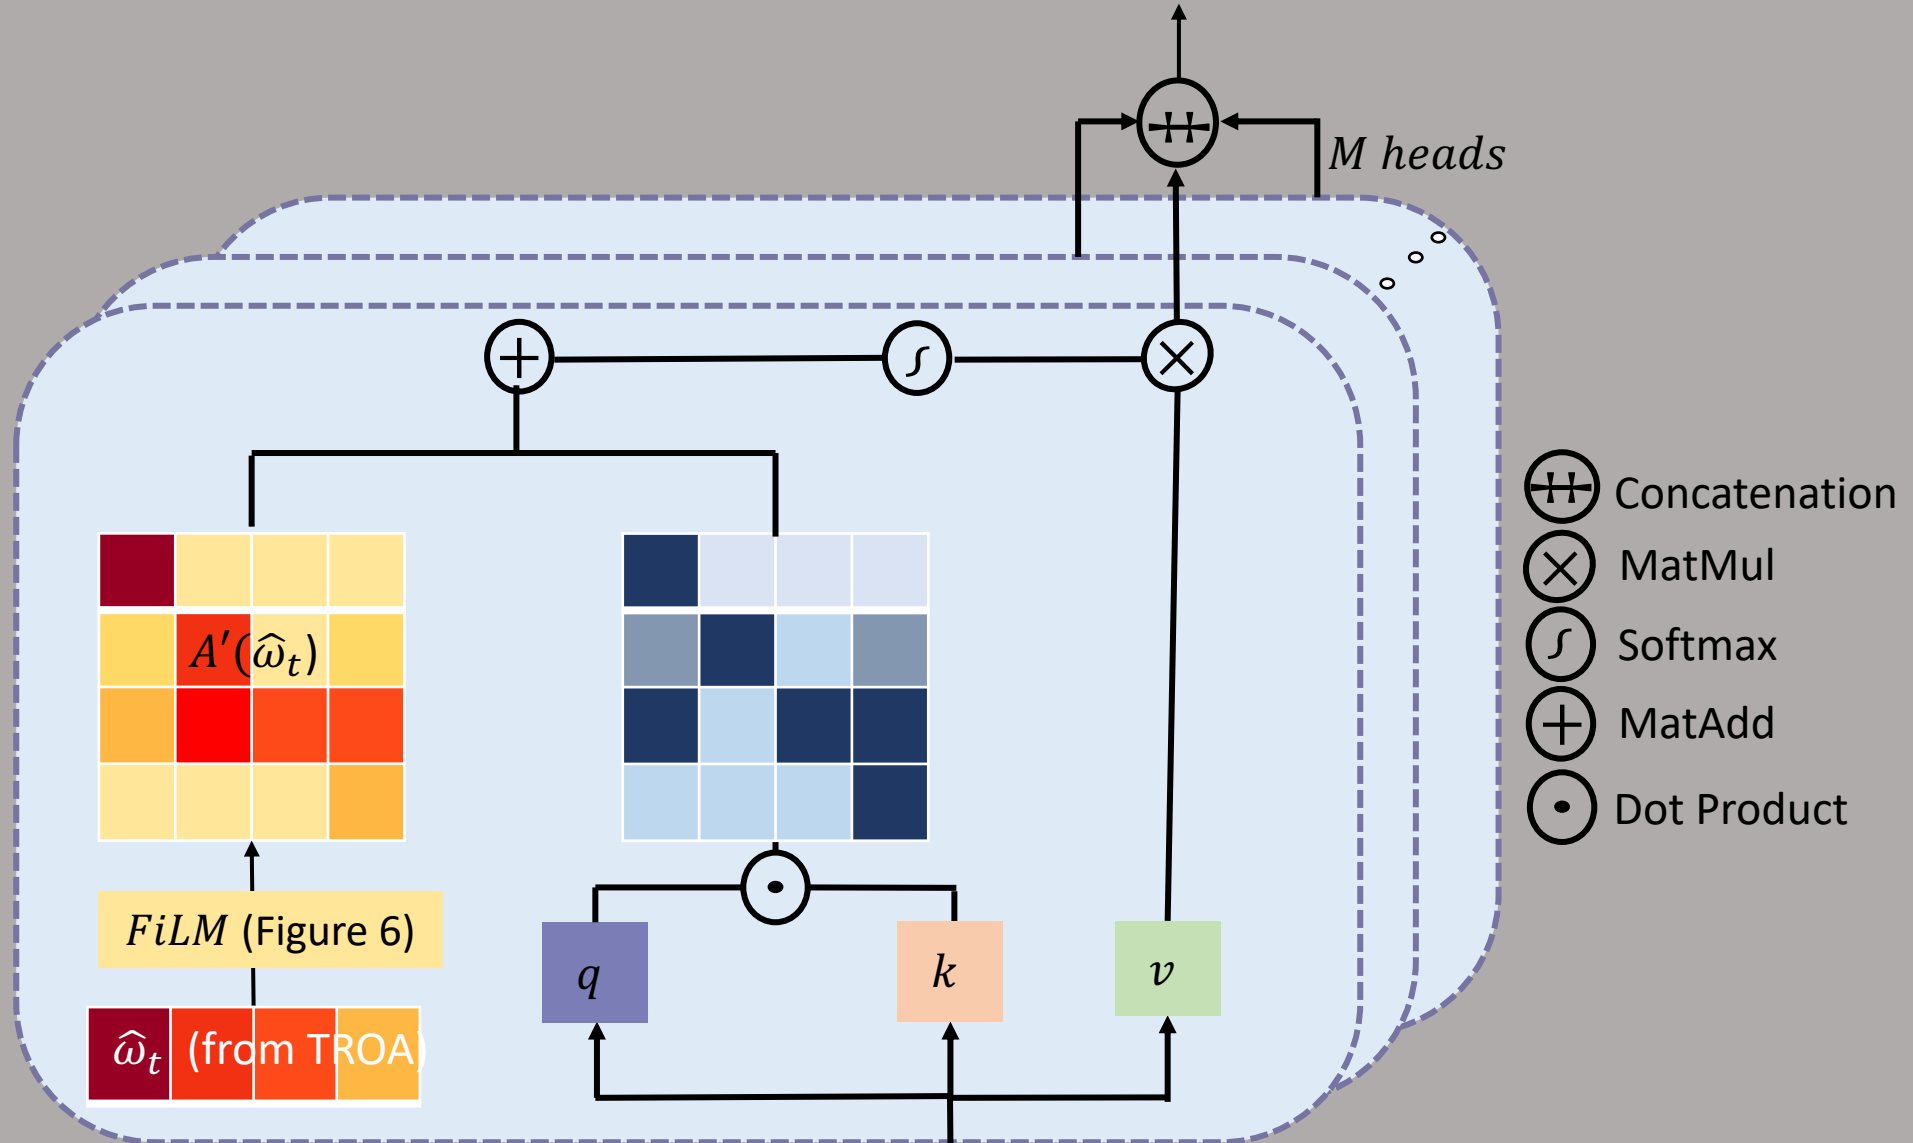 M heads
A′(ω̂ₜ)
FiLM (Figure 6)
ω̂ₜ (from TROA)
q
k
v
Concatenation
MatMul
Softmax
MatAdd
Dot Product